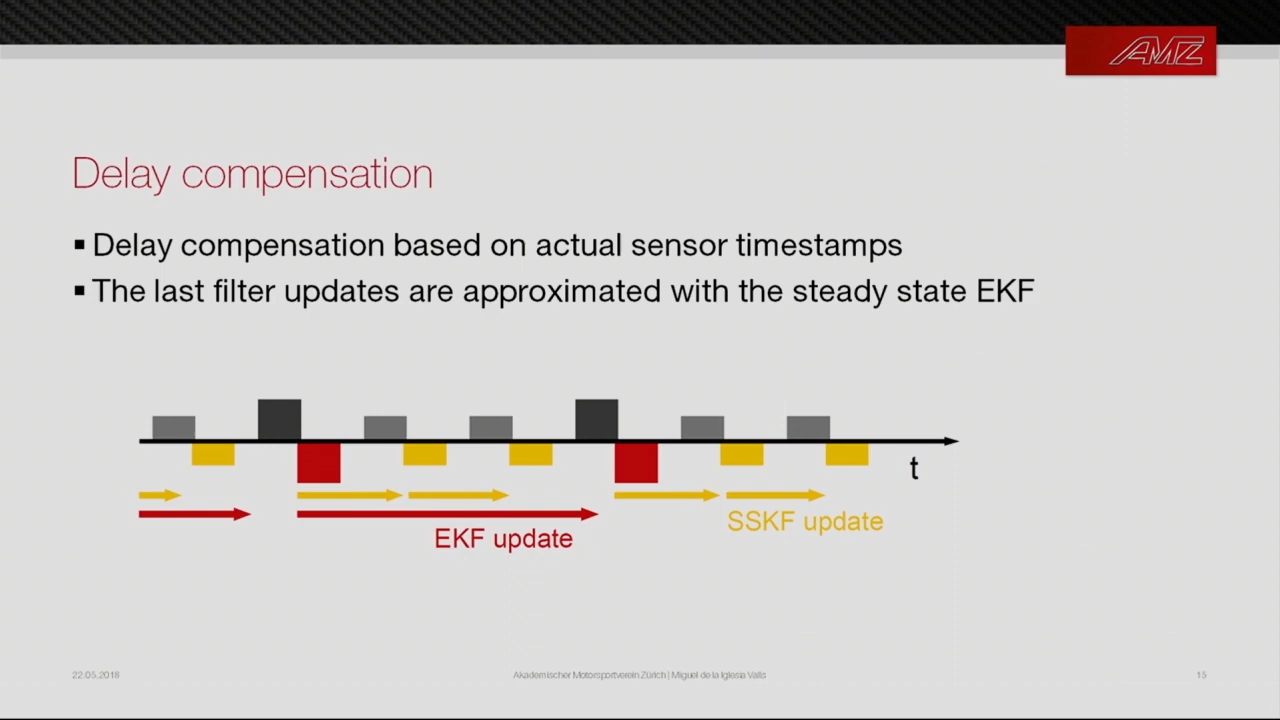 AMZ
Delay compensation
▪ Delay compensation based on actual sensor timestamps
▪ The last filter updates are approximated with the steady state EKF
t
SSKF update
EKF update
22.05.2018
Akademischer Motorsportverein Zürich | Miguel de la Iglesia Valls
15